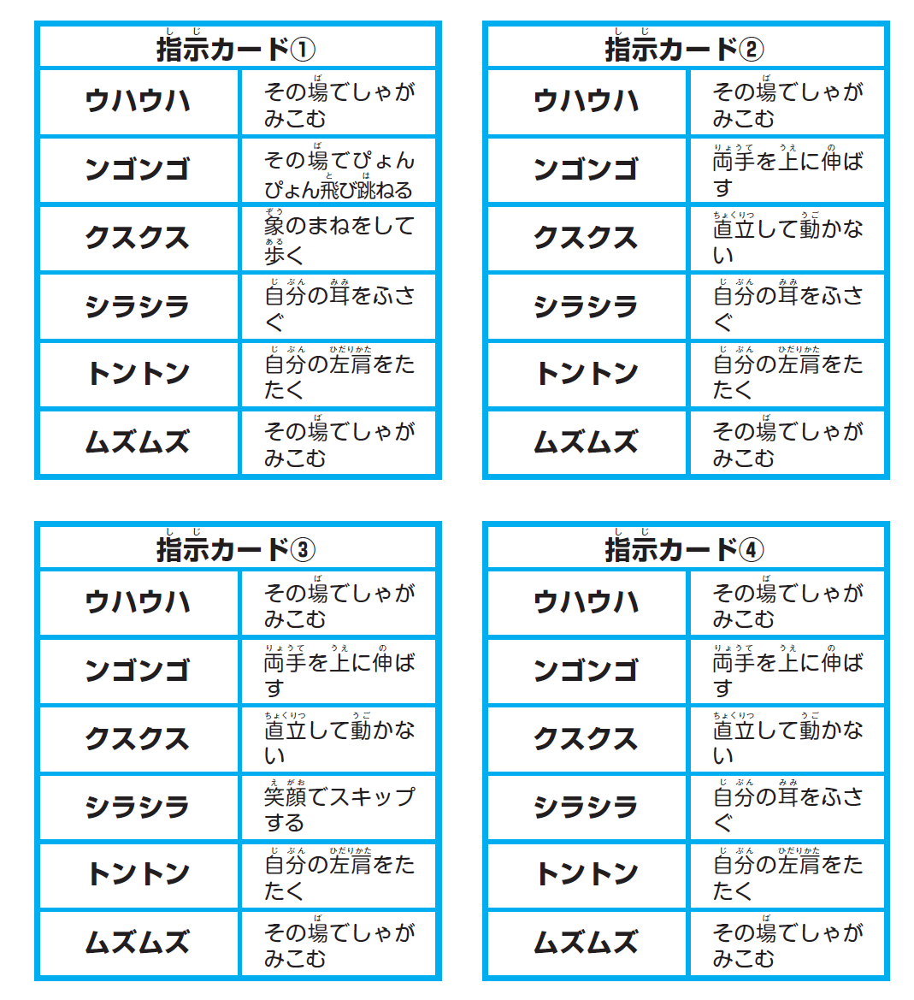 指示カード①
ウハウハ
その場でしゃが
みこむ
ンゴンゴ
その場でぴょん
ぴょん飛び跳ねる
クスクス
象のまねをして
歩く
シラシラ
自分の耳をふさ
ぐ
トントン
自分の左肩をた
たく
ムズムズ
その場でしゃが
みこむ
指示カード②
ウハウハ
その場でしゃが
みこむ
ンゴンゴ
両手を上に伸ば
す
クスクス
直立して動かな
い
シラシラ
自分の耳をふさ
ぐ
トントン
自分の左肩をた
たく
ムズムズ
その場でしゃが
みこむ
指示カード③
ウハウハ
その場でしゃが
みこむ
ンゴンゴ
両手を上に伸ば
す
クスクス
直立して動かな
い
シラシラ
笑顔でスキップ
する
トントン
自分の左肩をた
たく
ムズムズ
その場でしゃが
みこむ
指示カード④
ウハウハ
その場でしゃが
みこむ
ンゴンゴ
両手を上に伸ば
す
クスクス
直立して動かな
い
シラシラ
自分の耳をふさ
ぐ
トントン
自分の左肩をた
たく
ムズムズ
その場でしゃが
みこむ